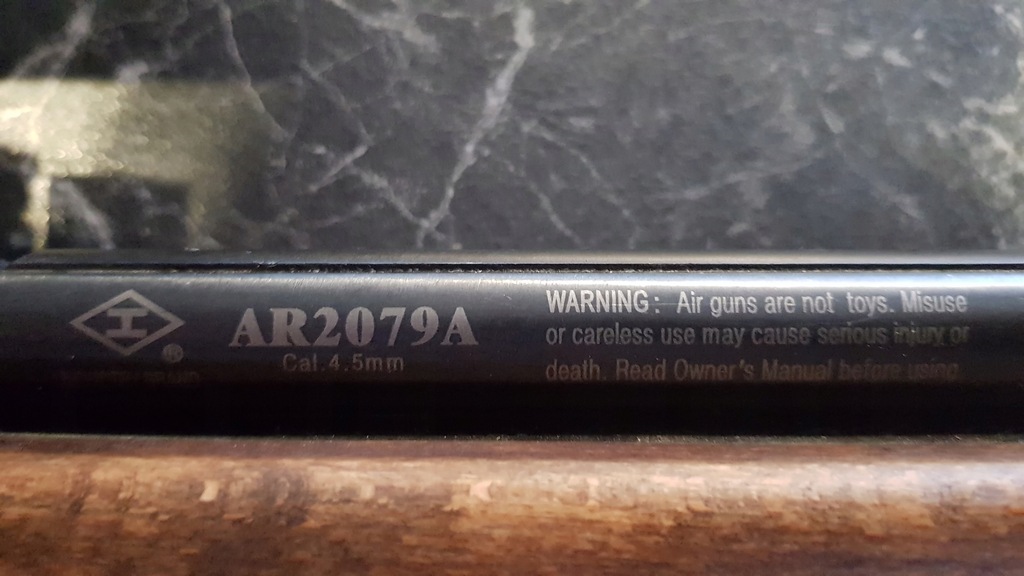 AR2079A
Cal.4.5mm
WARNING: Air guns are not toys. Misuse
or careless use may cause serious injury or
death. Read Owner's Manual before using